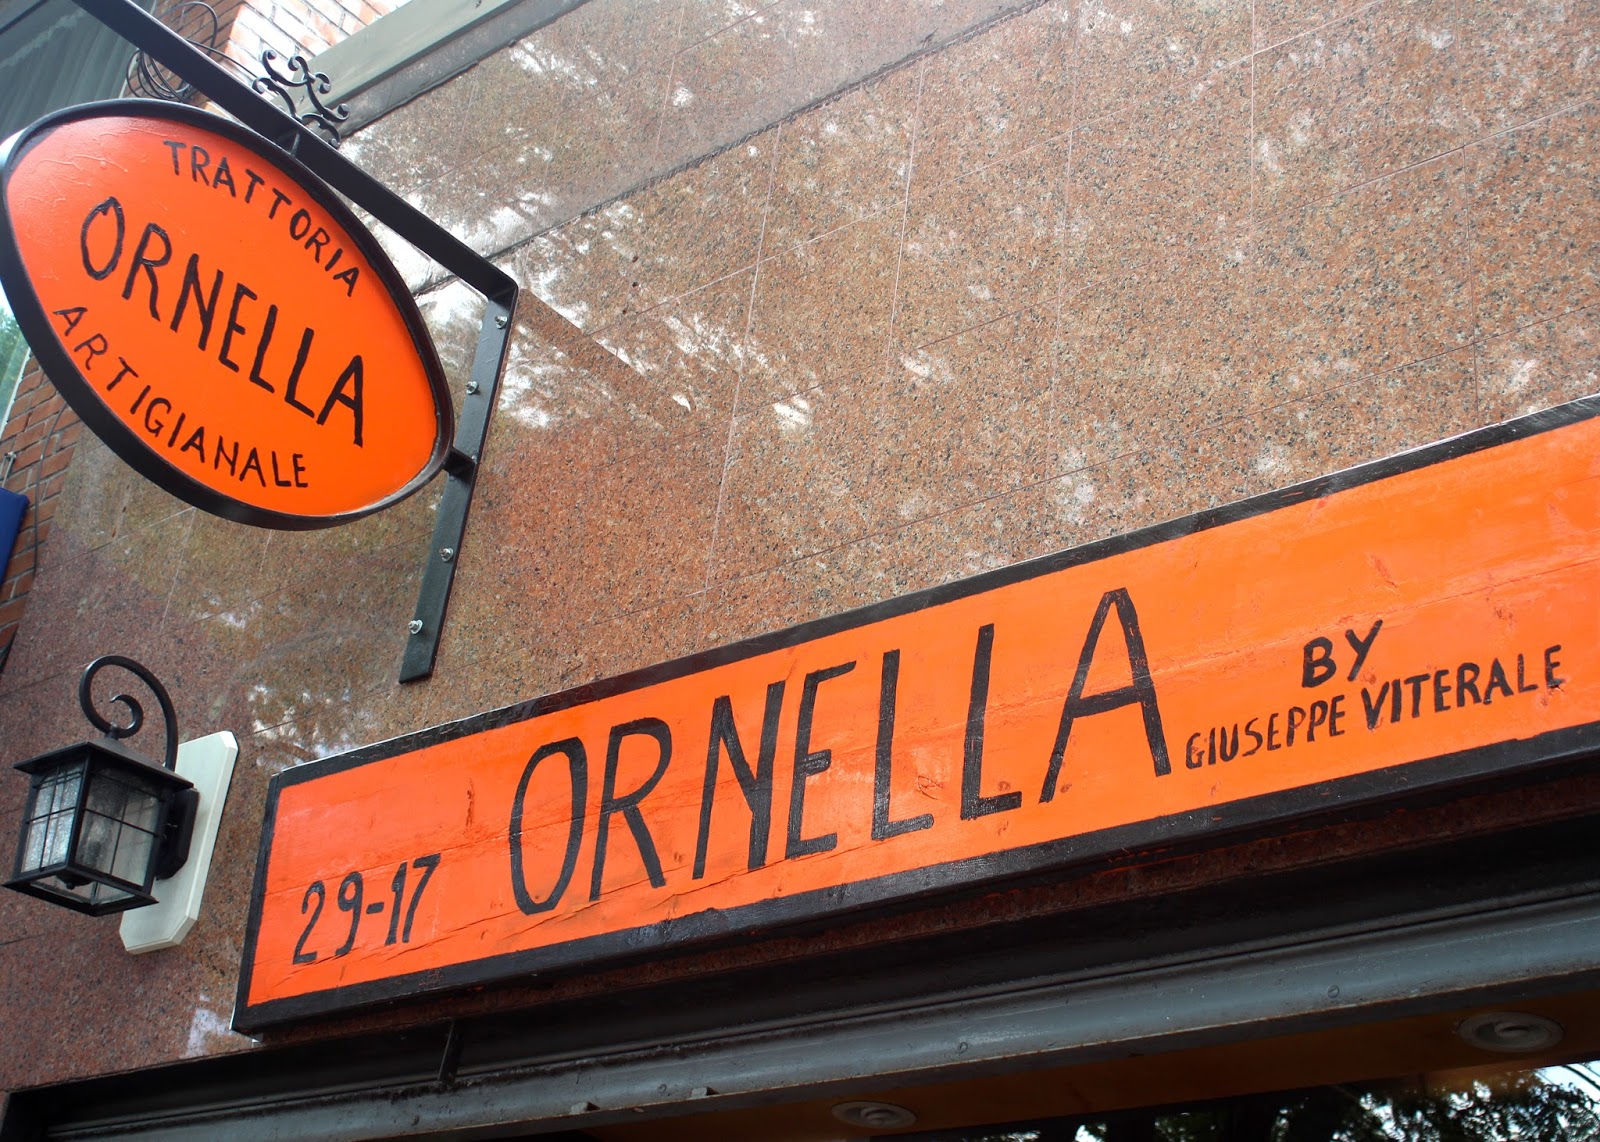 TRATTORIA
ORNELLA
ARTIGIANALE
29-17 ORNELLA BY
GIUSEPPE VITERALE